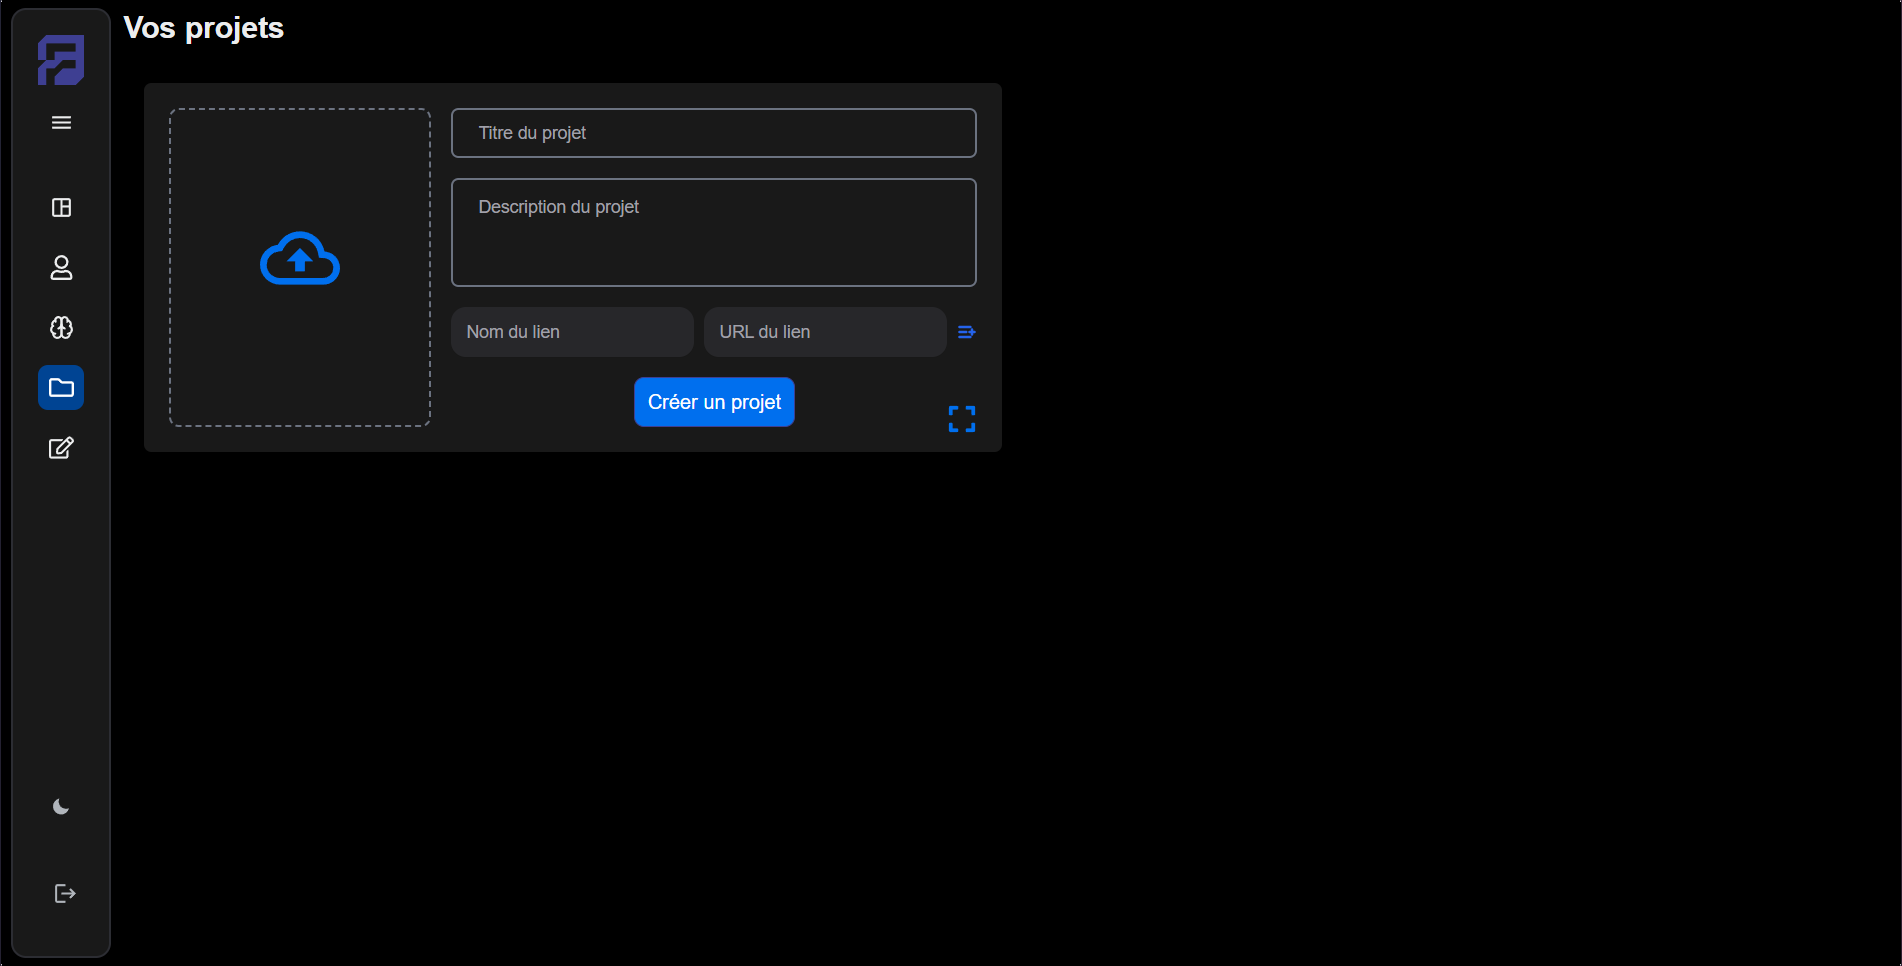 Vos projets
Titre du projet
Description du projet
Nom du lien
URL du lien
Créer un projet